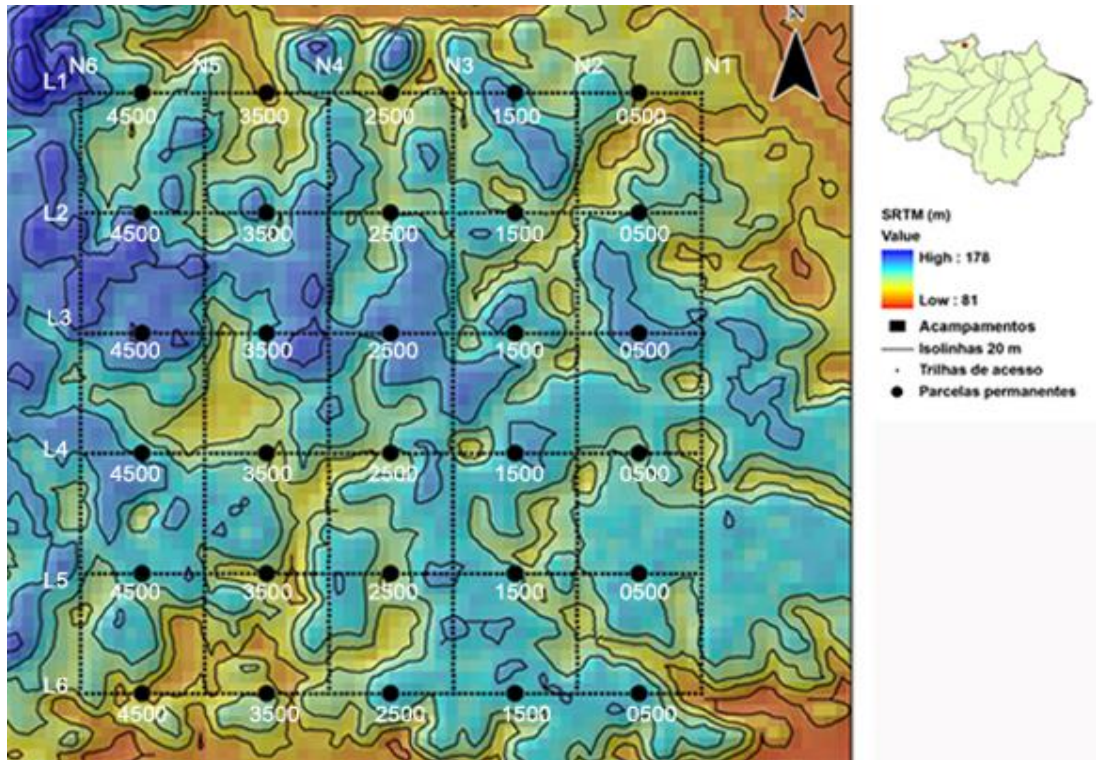 N
L1 N6 N5 N4 N3 N2 N1
4500 3500 2500 1500 0500
L2
4500 3500 2500 1500 0500
L3
4500 3500 2500 1500 0500
L4
4500 3500 2500 1500 0500
L5
4500 3500 2500 1500 0500
L6
4500 3500 2500 1500 0500
SRTM (m)
Value
High : 178
Low : 81
Acampamentos
Isolinhas 20 m
Trilhas de acesso
Parcelas permanentes